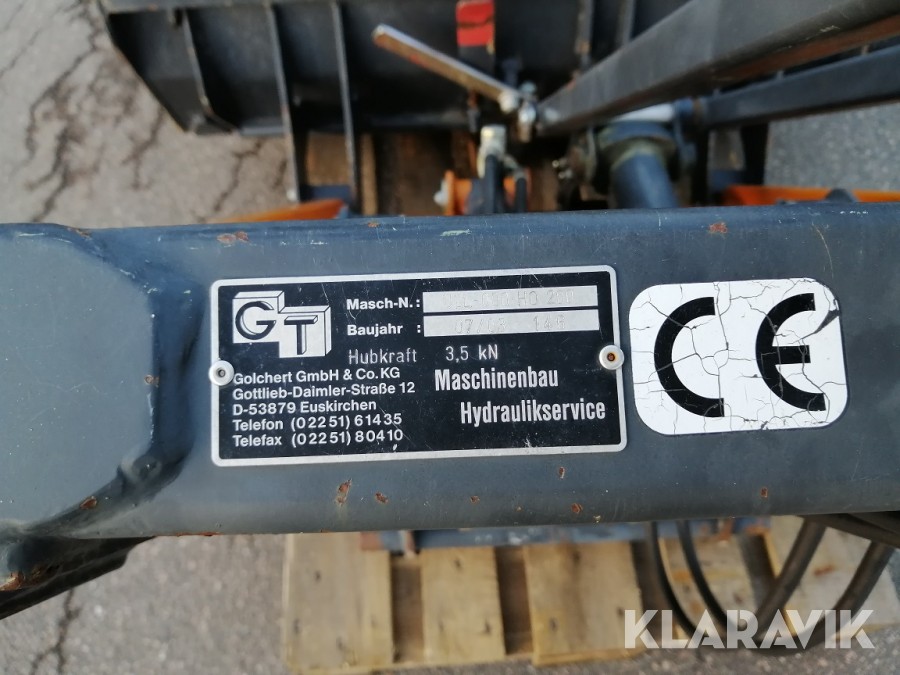 GT
Masch-N.:
Baujahr :
Hubkraft 3,5 kN
Golchert GmbH & Co.KG
Gottlieb-Daimler-Straße 12
D-53879 Euskirchen
Telefon (02251) 61435
Telefax (02251) 80410
Maschinenbau
Hydraulikservice
CE
KLARAVIK